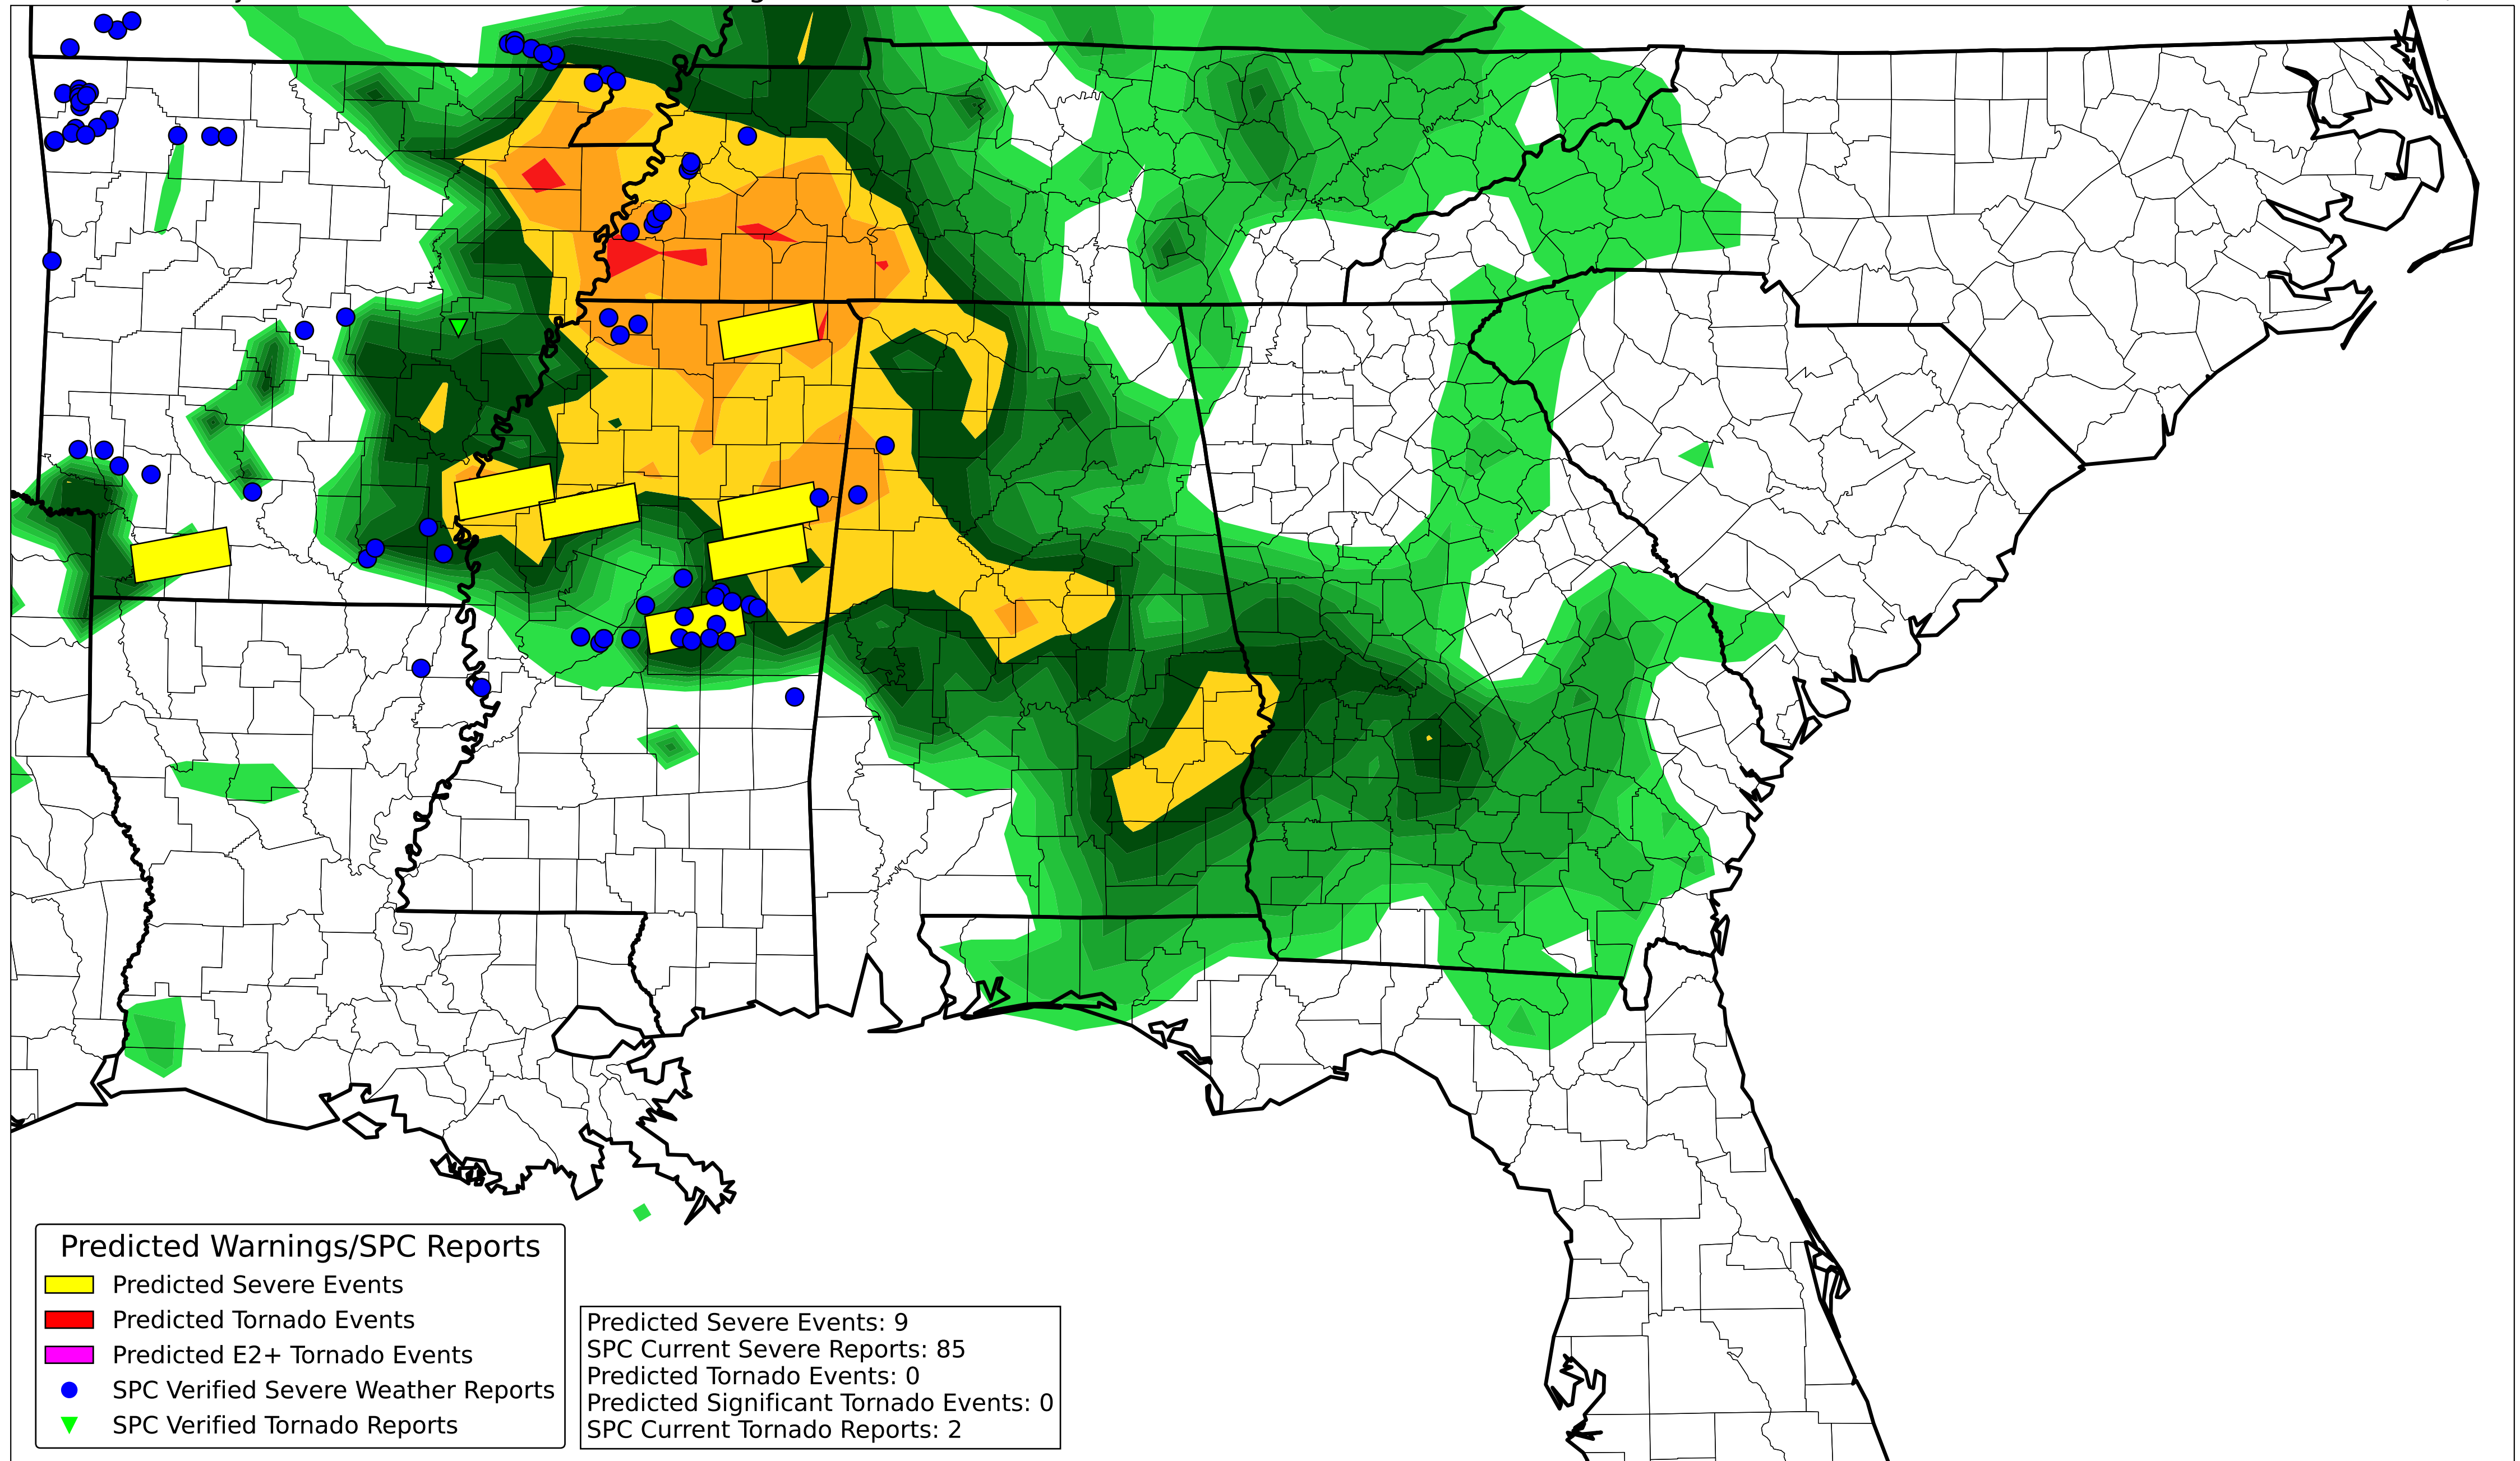 Predicted Warnings/SPC Reports
Predicted Severe Events
Predicted Tornado Events
Predicted E2+ Tornado Events
SPC Verified Severe Weather Reports
SPC Verified Tornado Reports
Predicted Severe Events: 9
SPC Current Severe Reports: 85
Predicted Tornado Events: 0
Predicted Significant Tornado Events: 0
SPC Current Tornado Reports: 2